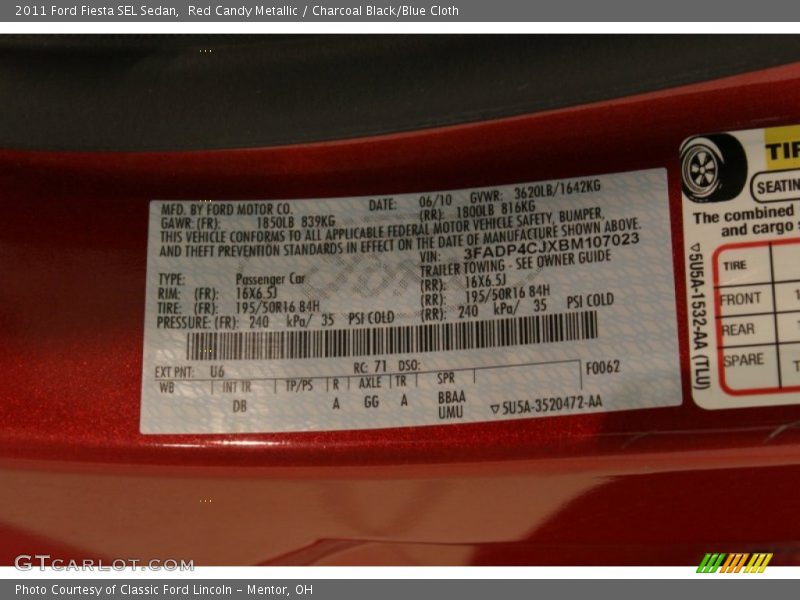 2011 Ford Fiesta SEL Sedan,  Red Candy Metallic / Charcoal Black/Blue Cloth
MFD. BY FORD MOTOR CO. DATE: 06/10 GVWR: 3620LB/1642KG
GAWR: (FR): 1850LB 839KG (RR): 1800LB 816KG
THIS VEHICLE CONFORMS TO ALL APPLICABLE FEDERAL MOTOR VEHICLE SAFETY, BUMPER,
AND THEFT PREVENTION STANDARDS IN EFFECT ON THE DATE OF MANUFACTURE SHOWN ABOVE.
VIN: 3FADP4CJXBM107023
TYPE: Passenger Car TRAILER TOWING - SEE OWNER GUIDE
RIM: (FR): 16X6.5J (RR): 16X6.5J
TIRE: (FR): 195/50R16 84H (RR): 195/50R16 84H
PRESSURE: (FR): 240 kPa/ 35 PSI COLD (RR): 240 kPa/ 35 PSI COLD
EXT PNT: U6 RC: 71 DSO: F0062
WB INT TR TP/PS R AXLE TR SPR
DB A GG A BBAA
UMU ▽5U5A-3520472-AA
TIR
SEATIN
The combined
and cargo s
TIRE
FRONT
REAR
SPARE
▽5U5A-1532-AA (TLU)
GTCARLOT.COM
Photo Courtesy of Classic Ford Lincoln – Mentor, OH